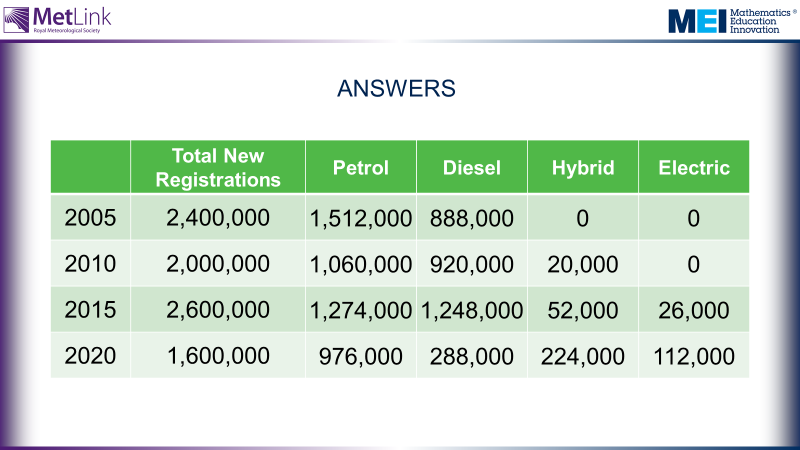 MetLink
Royal Meteorological Society
MEI Mathematics ®
Education
Innovation
ANSWERS
Total New Registrations Petrol Diesel Hybrid Electric
2005 2,400,000 1,512,000 888,000 0 0
2010 2,000,000 1,060,000 920,000 20,000 0
2015 2,600,000 1,274,000 1,248,000 52,000 26,000
2020 1,600,000 976,000 288,000 224,000 112,000